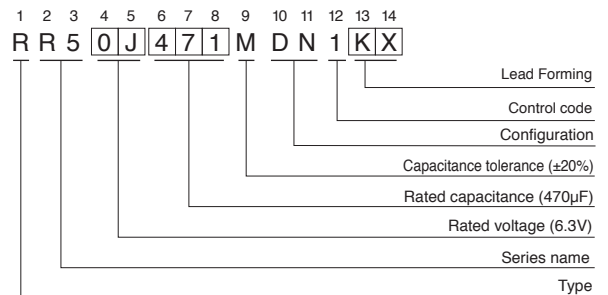 1 2 3 4 5 6 7 8 9 10 11 12 13 14
R R 5 0 J 4 7 1 M D N 1 K X
Lead Forming
Control code
Configuration
Capacitance tolerance (±20%)
Rated capacitance (470µF)
Rated voltage (6.3V)
Series name
Type